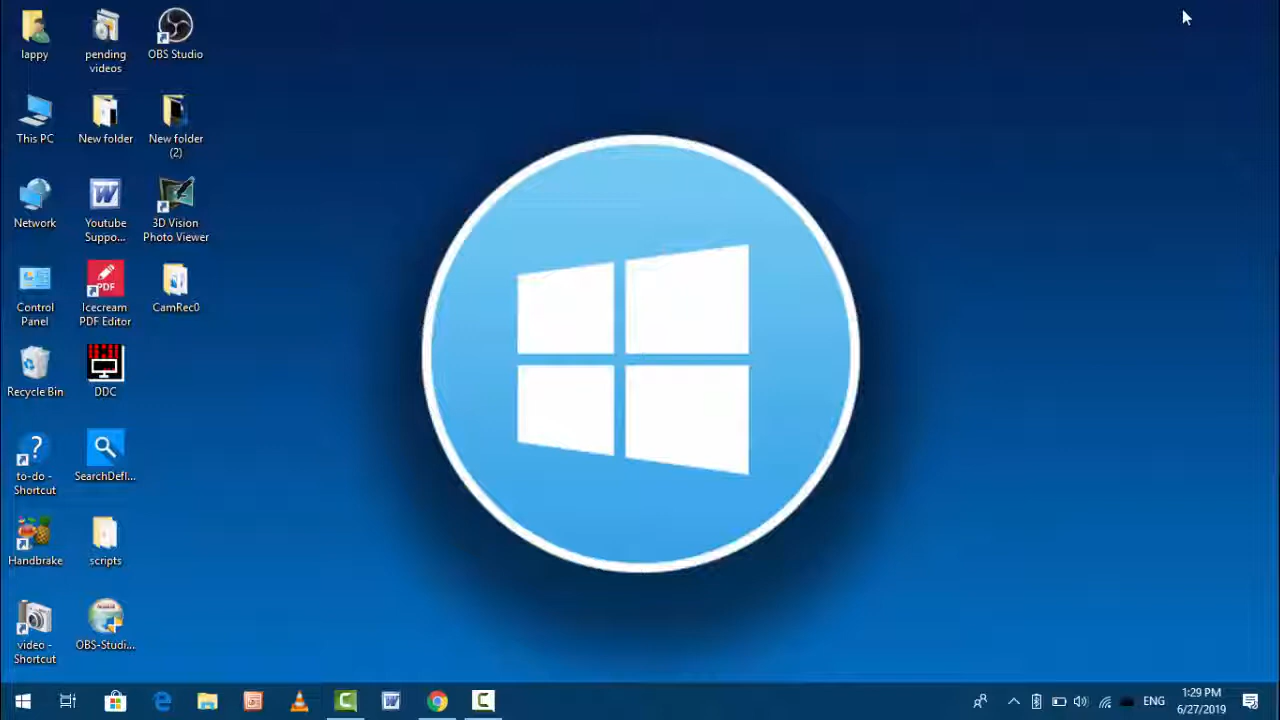 lappy
pending
videos
OBS Studio
This PC
New folder
New folder
(2)
Network
Youtube
Suppo...
3D Vision
Photo Viewer
Control
Panel
PDF
Icecream
PDF Editor
CamRec0
Recycle Bin
DDC
to-do -
Shortcut
SearchDefl...
Handbrake
scripts
video -
Shortcut
OBS-Studi...
ENG
1:29 PM
6/27/2019